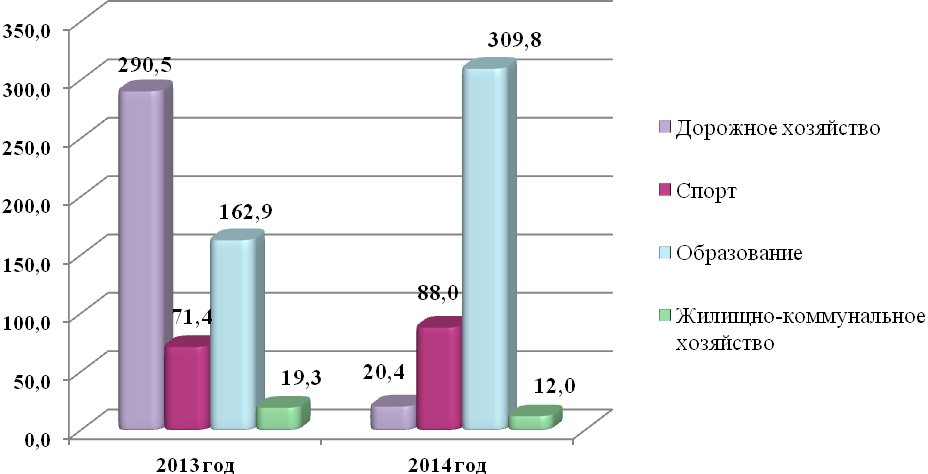 350,0
300,0
250,0
200,0
150,0
100,0
50,0
0,0
290,5
71,4
162,9
19,3
20,4
88,0
309,8
12,0
2013 год
2014 год
Дорожное хозяйство
Спорт
Образование
Жилищно-коммунальное
хозяйство